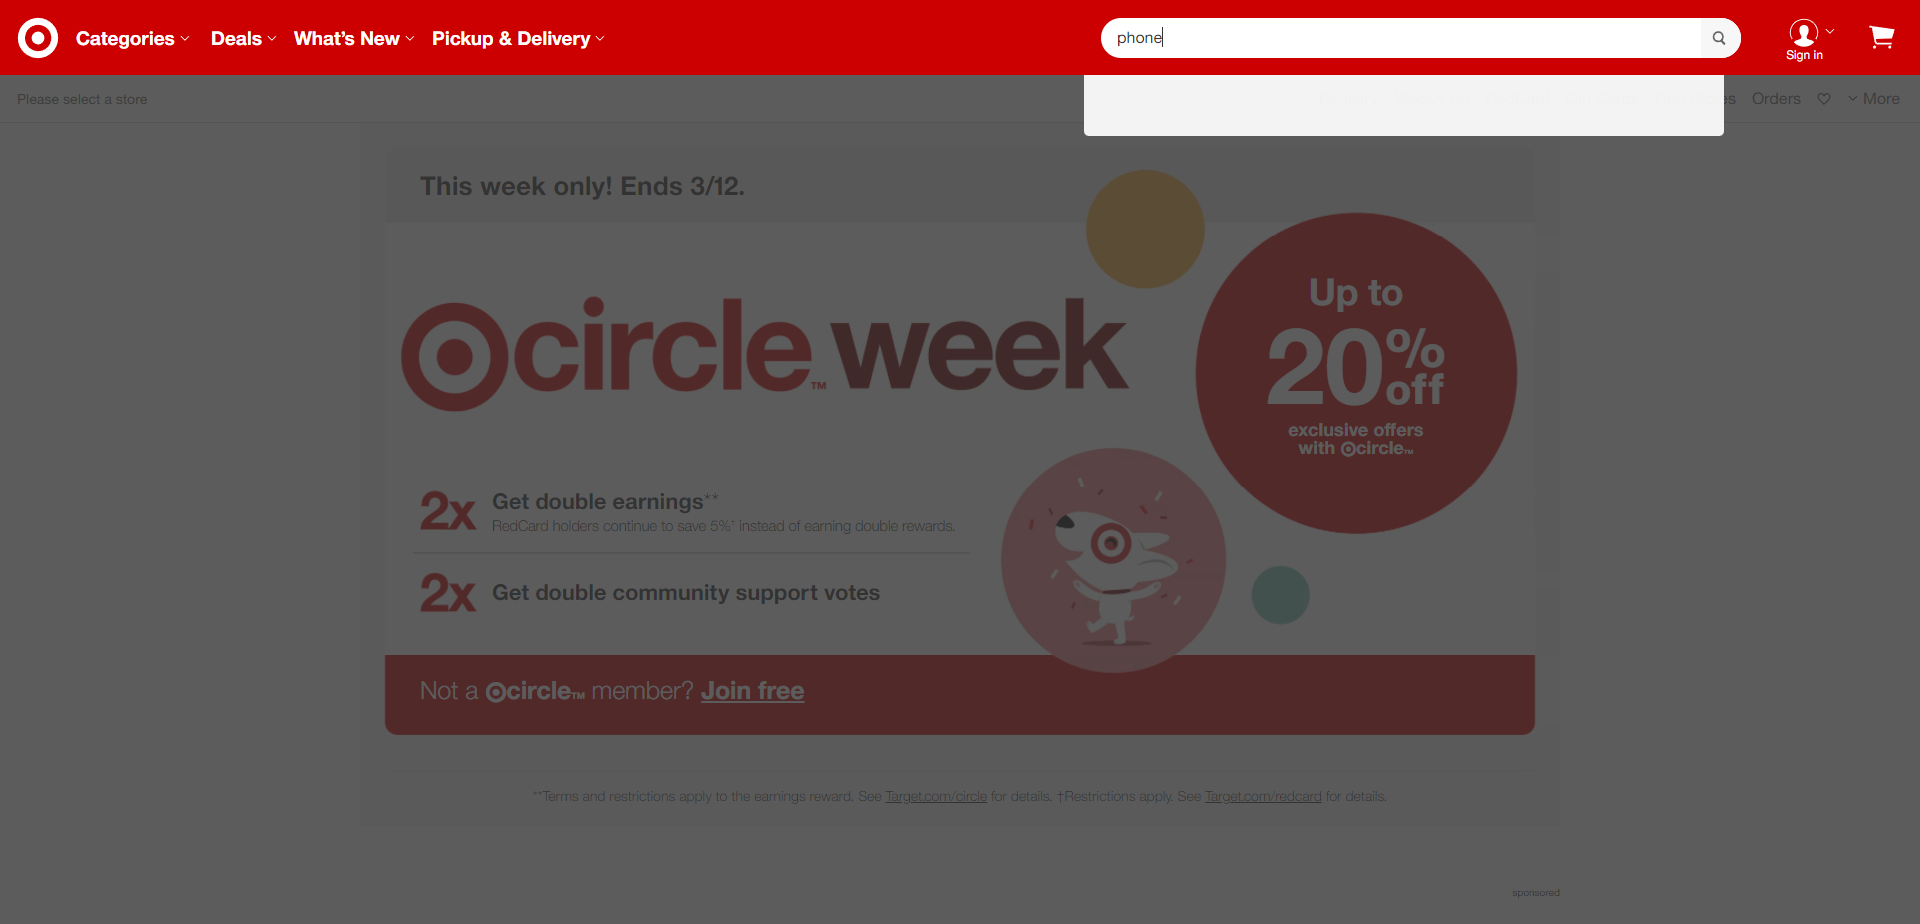 Categories
Deals
What's New
Pickup & Delivery
phone
Sign in
Please select a store
Orders
More
This week only! Ends 3/12.
circle™ week
Up to
20% off
exclusive offers
with circle™
2x Get double earnings**
RedCard holders continue to save 5%† instead of earning double rewards.
2x Get double community support votes
Not a circle™ member? Join free
**Terms and restrictions apply to the earnings reward. See Target.com/circle for details. †Restrictions apply. See Target.com/redcard for details.
sponsored